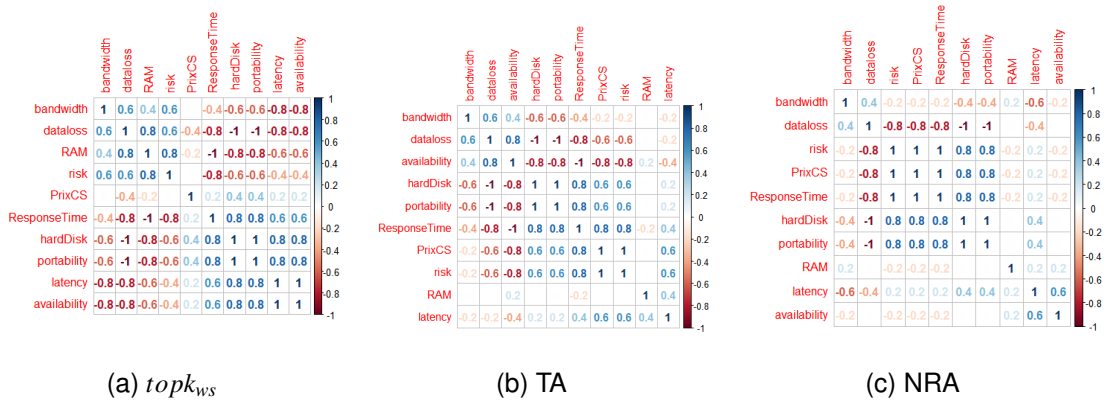 bandwidth dataloss RAM risk PrixCS ResponseTime hardDisk portability latency availability
bandwidth 1 0.6 0.4 0.6 -0.4 -0.6 -0.6 -0.8 -0.8
dataloss 0.6 1 0.8 0.6 -0.4 -0.8 -1 -1 -0.8 -0.8
RAM 0.4 0.8 1 0.8 -0.2 -1 -0.8 -0.8 -0.6 -0.6
risk 0.6 0.6 0.8 1 -0.8 -0.6 -0.6 -0.4 -0.4
PrixCS -0.4 -0.2 1 0.2 0.4 0.4 0.2 0.2
ResponseTime -0.4 -0.8 -1 -0.8 0.2 1 0.8 0.8 0.6 0.6
hardDisk -0.6 -1 -0.8 -0.6 0.4 0.8 1 1 0.8 0.8
portability -0.6 -1 -0.8 -0.6 0.4 0.8 1 1 0.8 0.8
latency -0.8 -0.8 -0.6 -0.4 0.2 0.6 0.8 0.8 1 1
availability -0.8 -0.8 -0.6 -0.4 0.2 0.6 0.8 0.8 1 1
1
0.8
0.6
0.4
0.2
0
-0.2
-0.4
-0.6
-0.8
-1
(a) topk_ws
bandwidth dataloss availability hardDisk portability ResponseTime PrixCS risk RAM latency
bandwidth 1 0.6 0.4 -0.6 -0.6 -0.4 -0.2 -0.2 -0.2
dataloss 0.6 1 0.8 -1 -1 -0.8 -0.6 -0.6 -0.2
availability 0.4 0.8 1 -0.8 -0.8 -1 -0.8 -0.8 0.2 -0.4
hardDisk -0.6 -1 -0.8 1 1 0.8 0.6 0.6 0.2
portability -0.6 -1 -0.8 1 1 0.8 0.6 0.6 0.2
ResponseTime -0.4 -0.8 -1 0.8 0.8 1 0.8 0.8 -0.2 0.4
PrixCS -0.2 -0.6 -0.8 0.6 0.6 0.8 1 1 0.6
risk -0.2 -0.6 -0.8 0.6 0.6 0.8 1 1 0.6
RAM 0.2 -0.2 1 0.4
latency -0.2 -0.2 -0.4 0.2 0.2 0.4 0.6 0.6 0.4 1
1
0.8
0.6
0.4
0.2
0
-0.2
-0.4
-0.6
-0.8
-1
(b) TA
bandwidth dataloss risk PrixCS ResponseTime hardDisk portability RAM latency availability
bandwidth 1 0.4 -0.2 -0.2 -0.2 -0.4 -0.4 0.2 -0.6 -0.2
dataloss 0.4 1 -0.8 -0.8 -0.8 -1 -1 -0.4
risk -0.2 -0.8 1 1 1 0.8 0.8 -0.2 0.2 -0.2
PrixCS -0.2 -0.8 1 1 1 0.8 0.8 -0.2 0.2 -0.2
ResponseTime -0.2 -0.8 1 1 1 0.8 0.8 -0.2 0.2 -0.2
hardDisk -0.4 -1 0.8 0.8 0.8 1 1 0.4
portability -0.4 -1 0.8 0.8 0.8 1 1 0.4
RAM 0.2 -0.2 -0.2 -0.2 1 0.2 0.2
latency -0.6 -0.4 0.2 0.2 0.2 0.4 0.4 0.2 1 0.6
availability -0.2 -0.2 -0.2 -0.2 0.2 0.6 1
1
0.8
0.6
0.4
0.2
0
-0.2
-0.4
-0.6
-0.8
-1
(c) NRA